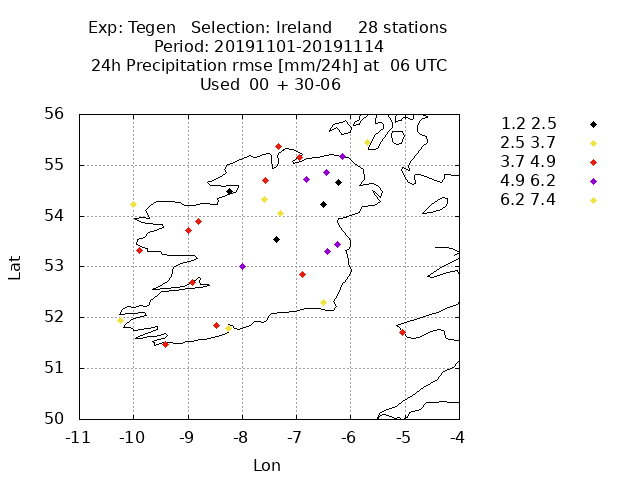 Exp: Tegen Selection: Ireland 28 stations
Period: 20191101-20191114
24h Precipitation rmse [mm/24h] at 06 UTC
Used 00 + 30-06
56
55
54
53
52
51
50
-11 -10 -9 -8 -7 -6 -5 -4
Lat
Lon
1.2 2.5
2.5 3.7
3.7 4.9
4.9 6.2
6.2 7.4